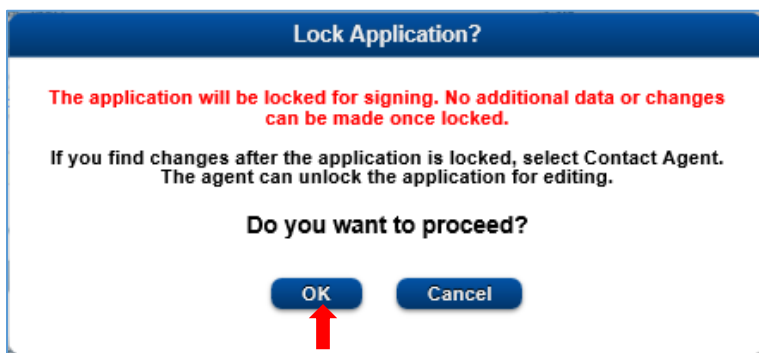 Lock Application?
The application will be locked for signing. No additional data or changes
can be made once locked.
If you find changes after the application is locked, select Contact Agent.
The agent can unlock the application for editing.
Do you want to proceed?
OK
Cancel